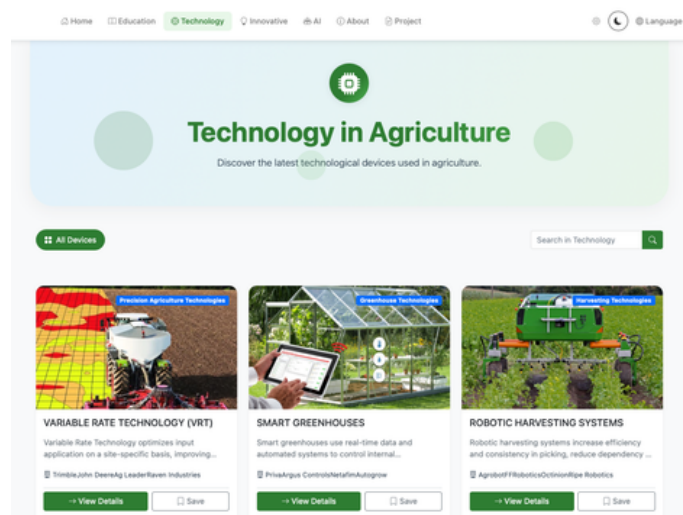 Home Education Technology Innovative AI About Project Language
Technology in Agriculture
Discover the latest technological devices used in agriculture.
All Devices
Search in Technology
Precision Agriculture Technologies
Greenhouse Technologies
Harvesting Technologies
VARIABLE RATE TECHNOLOGY (VRT)
Variable Rate Technology optimizes input
application on a site-specific basis, improving...
TrimbleJohn DeereAg LeaderRaven Industries
View Details
Save
SMART GREENHOUSES
Smart greenhouses use real-time data and
automated systems to control internal...
PrivaArgus ControlsNetafimAutogrow
View Details
Save
ROBOTIC HARVESTING SYSTEMS
Robotic harvesting systems increase efficiency
and consistency in picking, reduce dependency ...
AgrobotFFRoboticsOctinionRipe Robotics
View Details
Save